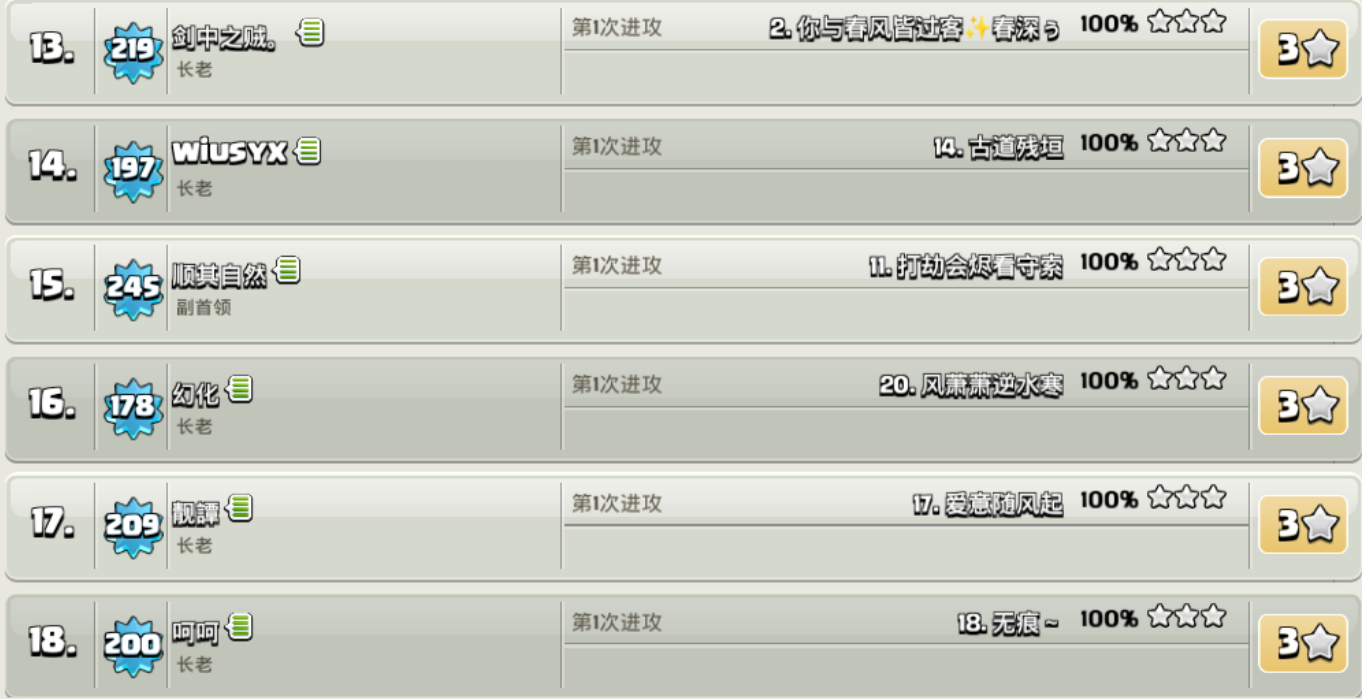 13. 219 剑中之贼。 第1次进攻 2. 你与春风皆过客✨春深ぅ 100% 3
长老
14. 197 wiusyx 第1次进攻 14. 古道残垣 100% 3
长老
15. 245 顺其自然 第1次进攻 11. 打劫会烬看守索 100% 3
副首领
16. 178 幻化 第1次进攻 20. 风萧萧逆水寒 100% 3
长老
17. 209 靓譚 第1次进攻 17. 爱意随风起 100% 3
长老
18. 200 呵呵 第1次进攻 18. 无痕~ 100% 3
长老